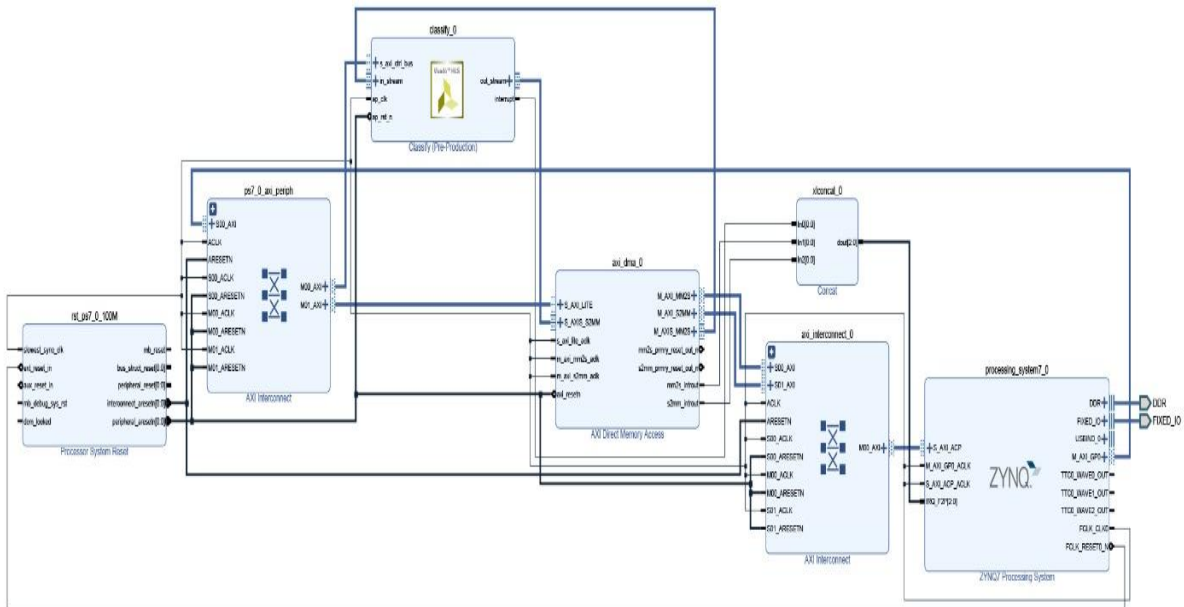 classify_0
s_axi_ctrl_bus
in_stream
ap_clk
ap_rst_n
out_stream
interrupt
Vivado™ HLS
Classify (Pre-Production)
ps7_0_axi_periph
S00_AXI
ACLK
ARESETN
S00_ACLK
S00_ARESETN
M00_ACLK
M00_ARESETN
M01_ACLK
M01_ARESETN
M00_AXI
M01_AXI
AXI Interconnect
rst_ps7_0_100M
slowest_sync_clk
ext_reset_in
aux_reset_in
mb_debug_sys_rst
dcm_locked
mb_reset
bus_struct_reset[0:0]
peripheral_reset[0:0]
interconnect_aresetn[0:0]
peripheral_aresetn[0:0]
Processor System Reset
axi_dma_0
S_AXI_LITE
S_AXIS_S2MM
s_axi_lite_aclk
m_axi_mm2s_aclk
m_axi_s2mm_aclk
axi_resetn
M_AXI_MM2S
M_AXI_S2MM
M_AXIS_MM2S
mm2s_prmry_reset_out_n
s2mm_prmry_reset_out_n
mm2s_introut
s2mm_introut
AXI Direct Memory Access
xlconcat_0
In0[0:0]
In1[0:0]
In2[0:0]
dout[2:0]
Concat
axi_interconnect_0
S00_AXI
S01_AXI
ACLK
ARESETN
S00_ACLK
S00_ARESETN
M00_ACLK
M00_ARESETN
S01_ACLK
S01_ARESETN
M00_AXI
AXI Interconnect
processing_system7_0
S_AXI_ACP
M_AXI_GP0_ACLK
S_AXI_ACP_ACLK
IRQ_F2P[2:0]
ZYNQ
DDR
FIXED_IO
USBIND_0
M_AXI_GP0
TTC0_WAVE0_OUT
TTC0_WAVE1_OUT
TTC0_WAVE2_OUT
FCLK_CLK0
FCLK_RESET0_N
ZYNQ7 Processing System
DDR
FIXED_IO